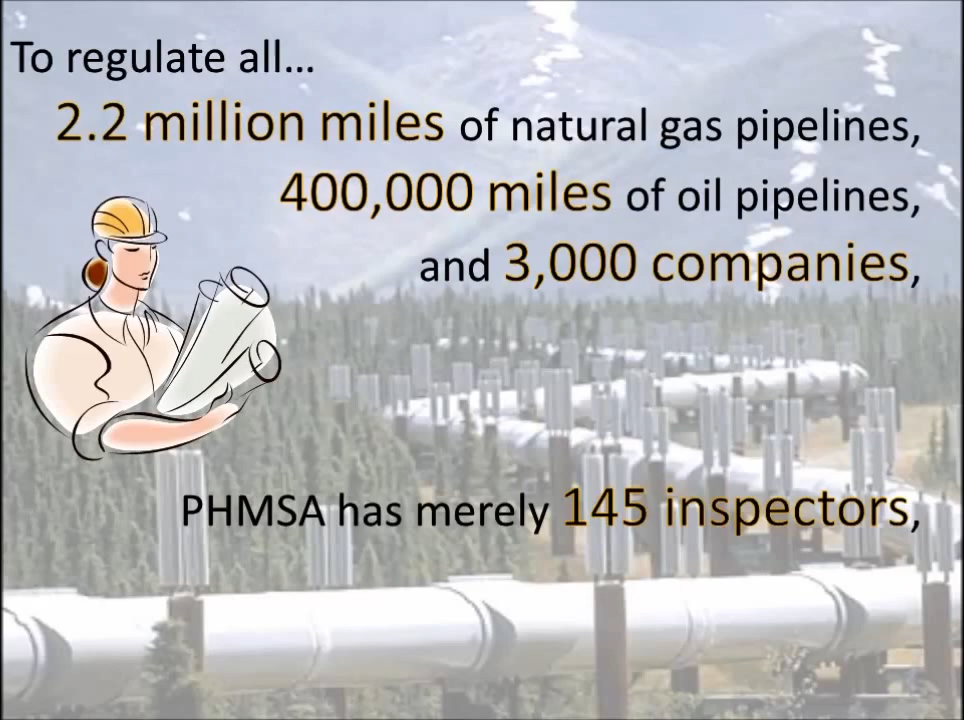 To regulate all…
2.2 million miles of natural gas pipelines,
400,000 miles of oil pipelines,
and 3,000 companies,
PHMSA has merely 145 inspectors,